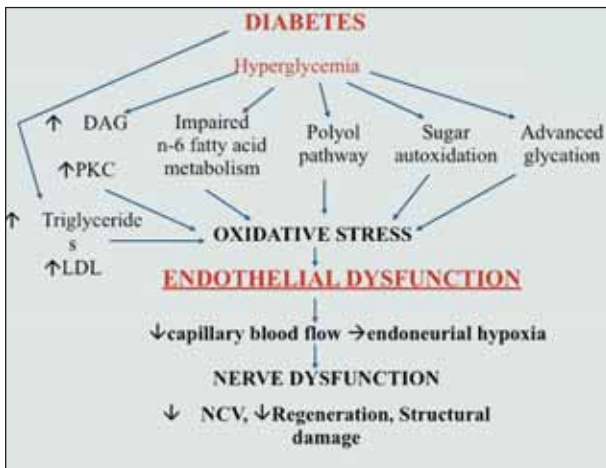 DIABETES
Hyperglycemia
↑ DAG
↑PKC
Impaired
n-6 fatty acid
metabolism
Polyol
pathway
Sugar
autoxidation
Advanced
glycation
↑ Triglyceride
s
↑LDL
OXIDATIVE STRESS
ENDOTHELIAL DYSFUNCTION
↓capillary blood flow →endoneurial hypoxia
NERVE DYSFUNCTION
↓ NCV, ↓Regeneration, Structural
damage